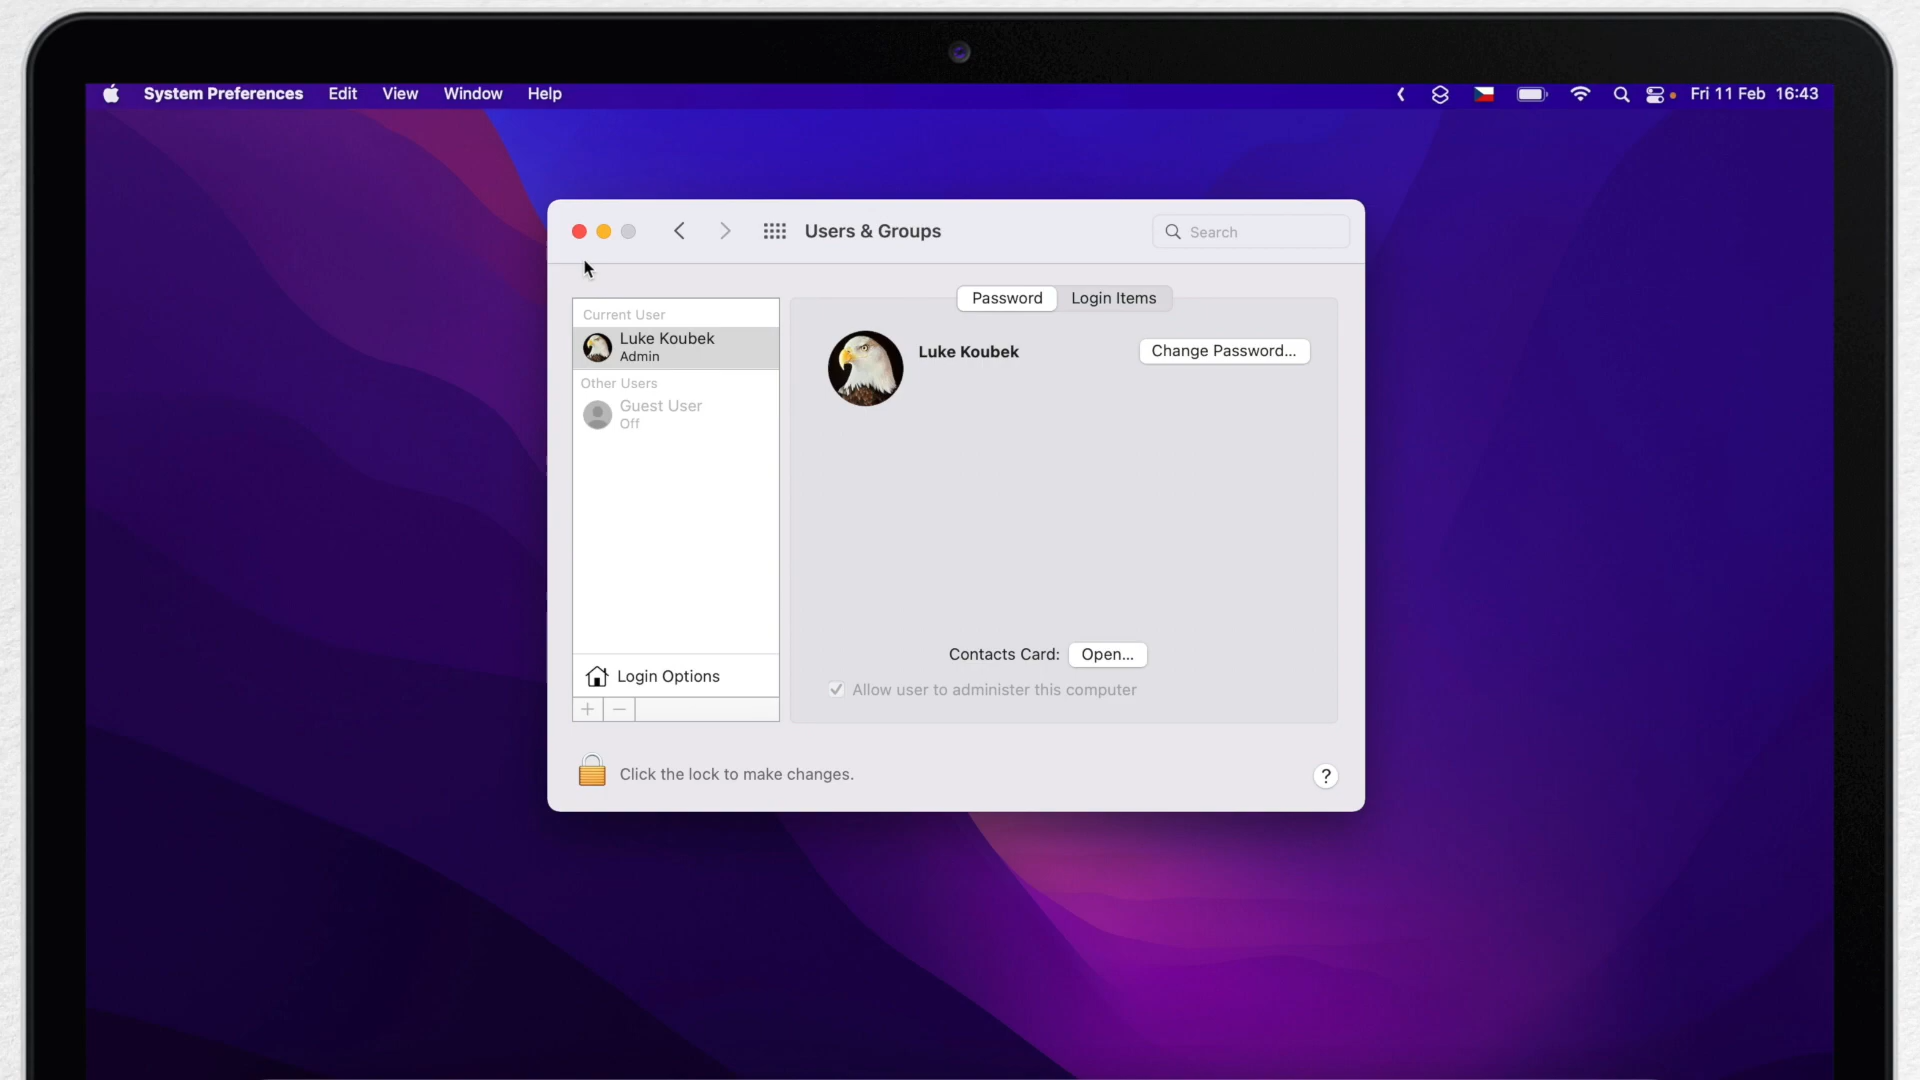 System Preferences Edit View Window Help Fri 11 Feb 16:43
Users & Groups Search
Password Login Items
Current User
Luke Koubek
Admin
Other Users
Guest User
Off
Login Options
+ −
Luke Koubek Change Password...
Contacts Card: Open...
Allow user to administer this computer
Click the lock to make changes. ?